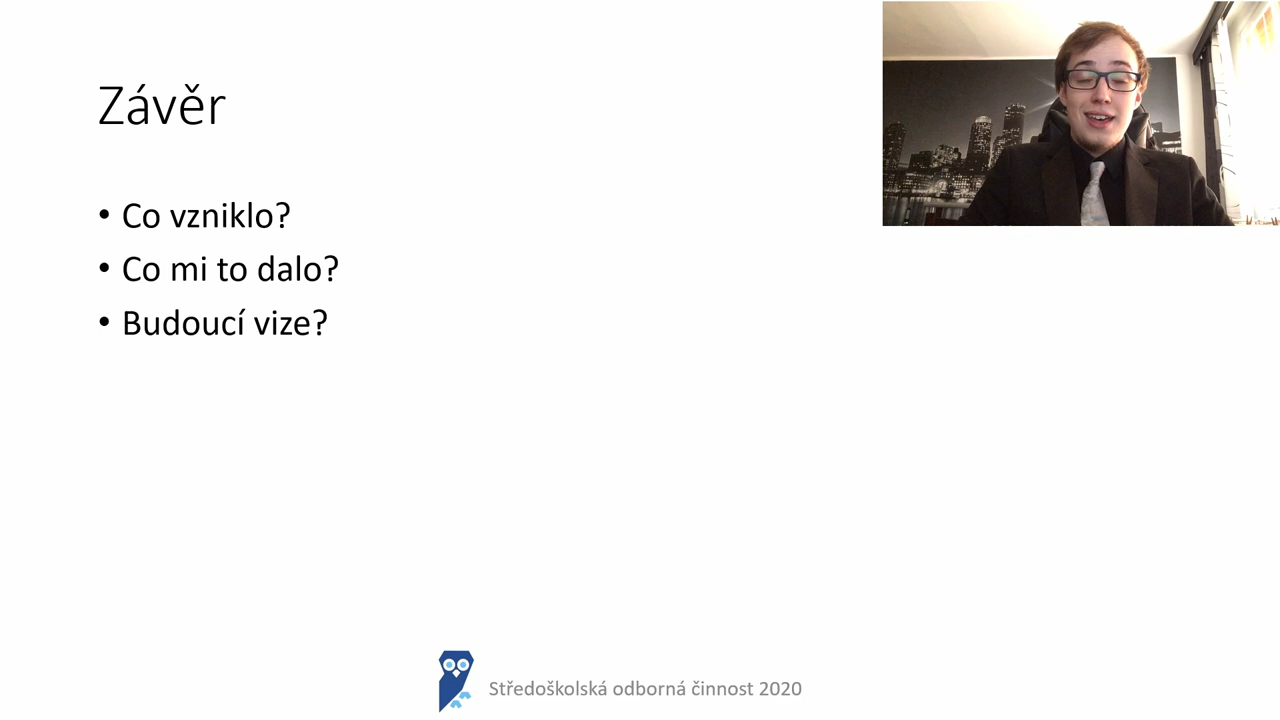 Závěr
• Co vzniklo?
• Co mi to dalo?
• Budoucí vize?
Středoškolská odborná činnost 2020